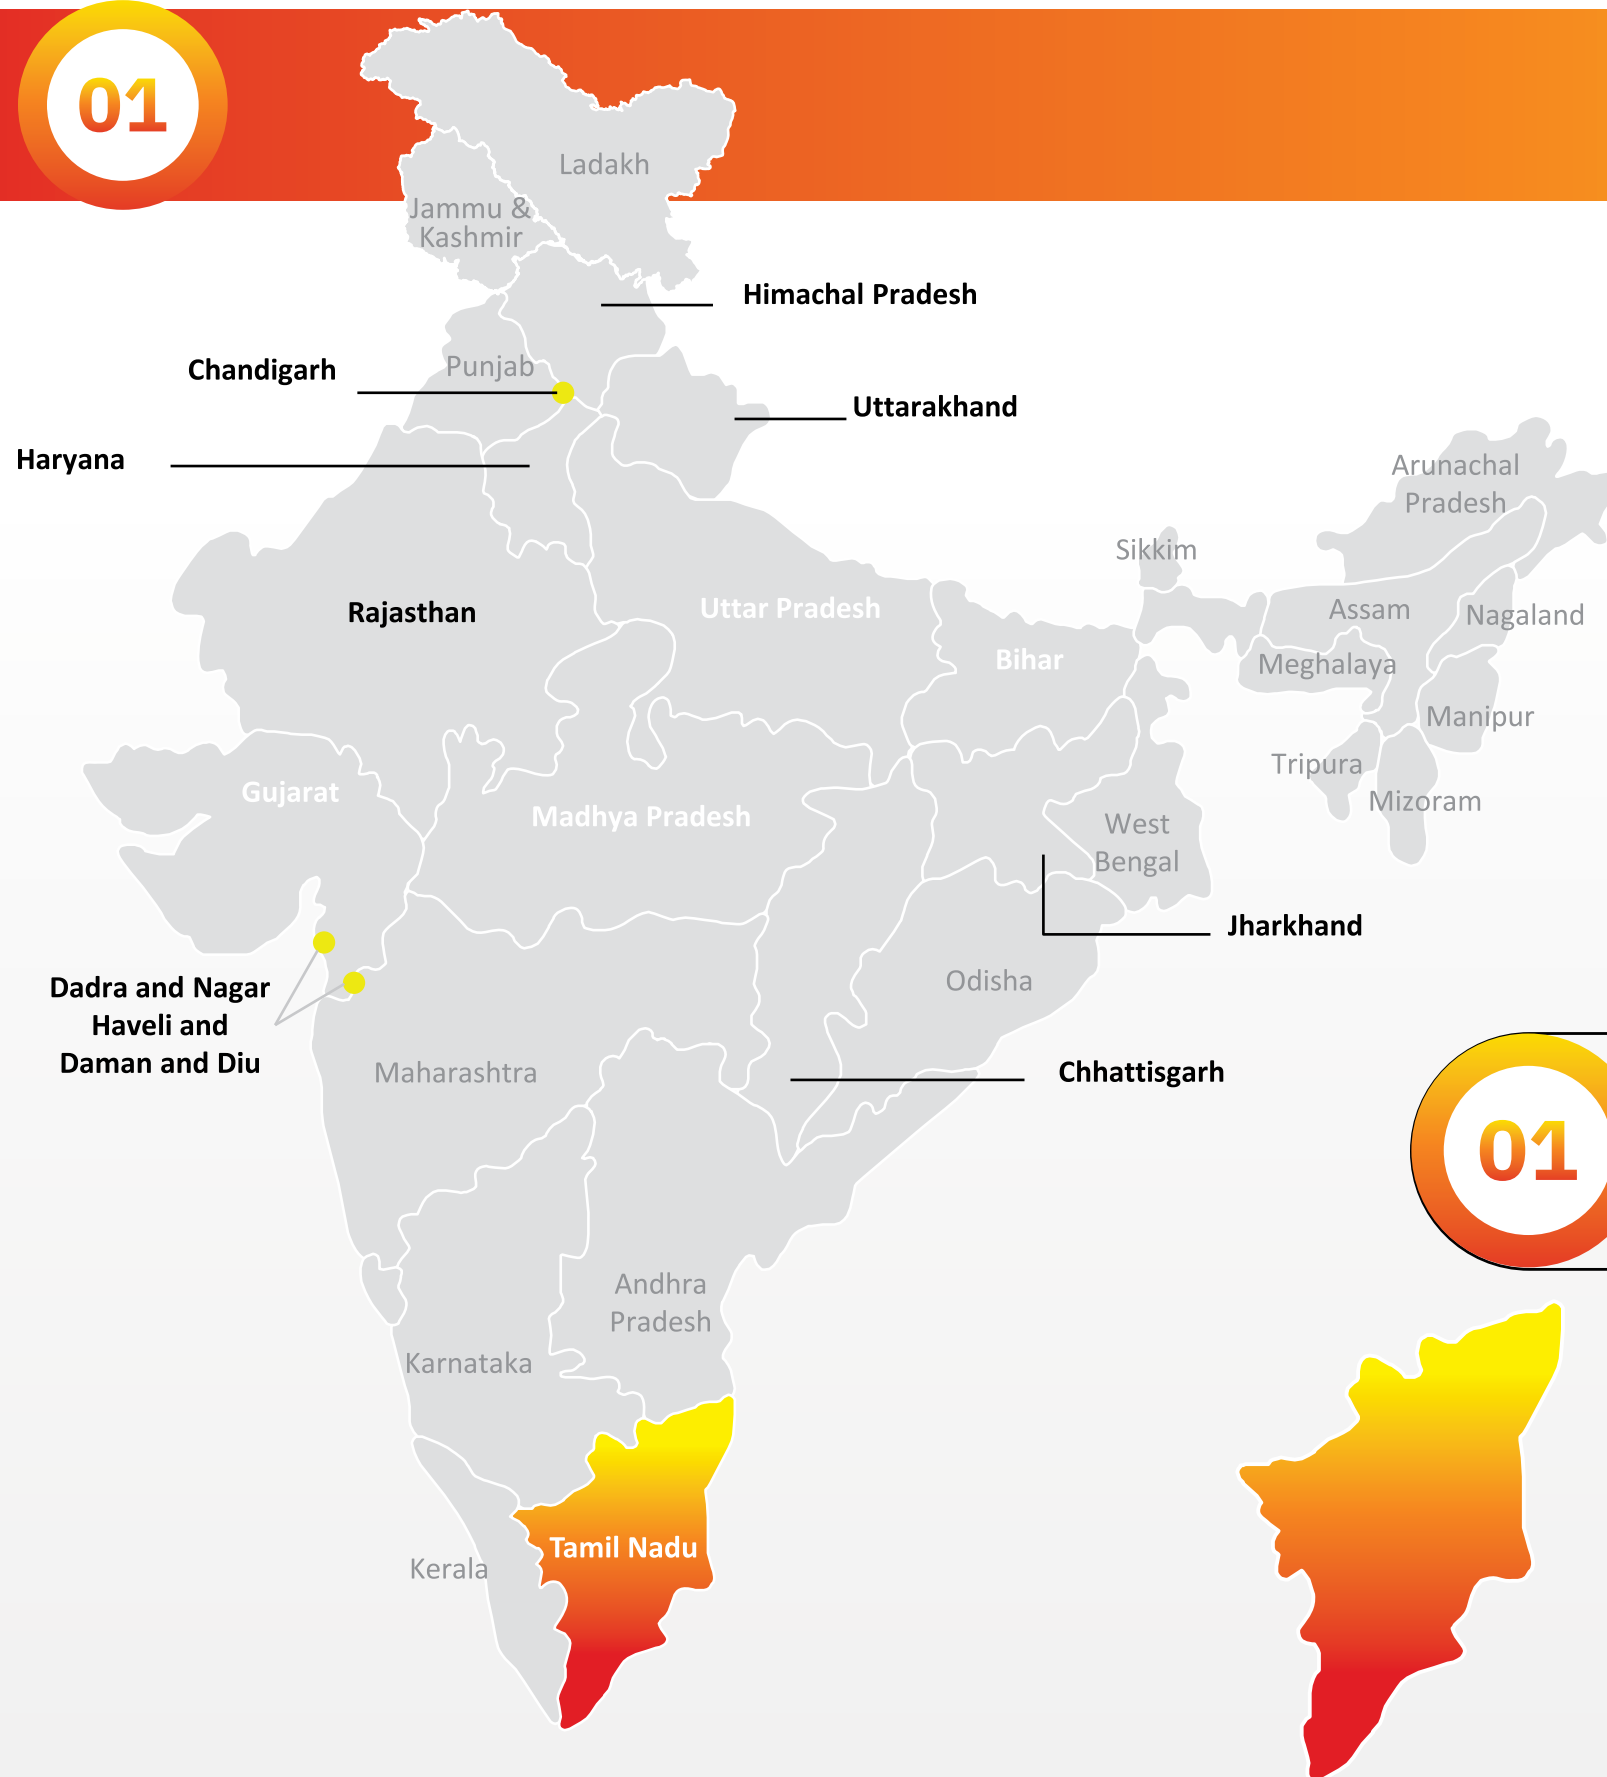 01
Ladakh
Jammu &
Kashmir
Himachal Pradesh
Punjab
Chandigarh
Uttarakhand
Haryana
Arunachal
Pradesh
Sikkim
Rajasthan
Uttar Pradesh
Assam
Nagaland
Bihar
Meghalaya
Manipur
Tripura
Gujarat
Mizoram
Madhya Pradesh
West
Bengal
Jharkhand
Odisha
Dadra and Nagar
Haveli and
Daman and Diu
Maharashtra
Chhattisgarh
01
Andhra
Pradesh
Karnataka
Tamil Nadu
Kerala